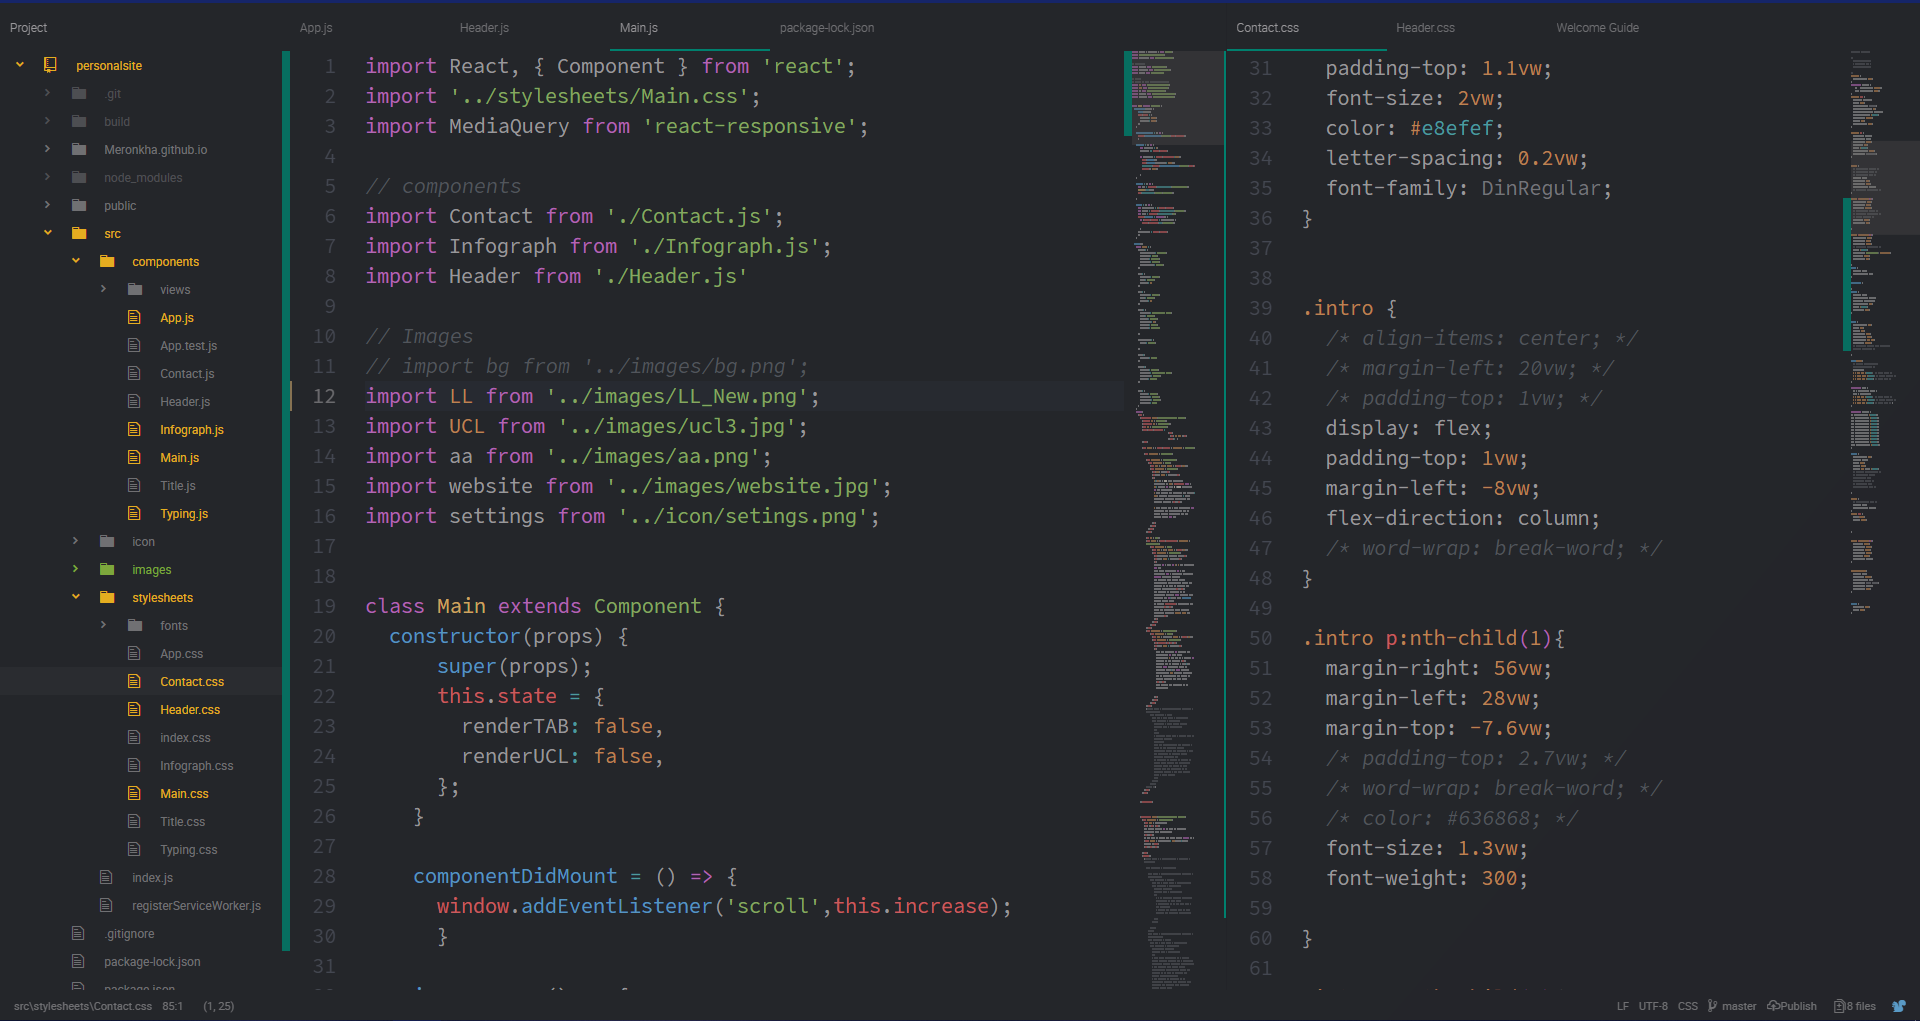 Project
personalsite
.git
build
Meronkha.github.io
node_modules
public
src
components
views
App.js
App.test.js
Contact.js
Header.js
Infograph.js
Main.js
Title.js
Typing.js
icon
images
stylesheets
fonts
App.css
Contact.css
Header.css
index.css
Infograph.css
Main.css
Title.css
Typing.css
index.js
registerServiceWorker.js
.gitignore
package-lock.json
package.json
App.js Header.js Main.js package-lock.json
1 import React, { Component } from 'react';
2 import '../stylesheets/Main.css';
3 import MediaQuery from 'react-responsive';
4
5 // components
6 import Contact from './Contact.js';
7 import Infograph from './Infograph.js';
8 import Header from './Header.js'
9
10 // Images
11 // import bg from '../images/bg.png';
12 import LL from '../images/LL_New.png';
13 import UCL from '../images/ucl3.jpg';
14 import aa from '../images/aa.png';
15 import website from '../images/website.jpg';
16 import settings from '../icon/setings.png';
17
18
19 class Main extends Component {
20 constructor(props) {
21 super(props);
22 this.state = {
23 renderTAB: false,
24 renderUCL: false,
25 };
26 }
27
28 componentDidMount = () => {
29 window.addEventListener('scroll',this.increase);
30 }
31
Contact.css Header.css Welcome Guide
31 padding-top: 1.1vw;
32 font-size: 2vw;
33 color: #e8efef;
34 letter-spacing: 0.2vw;
35 font-family: DinRegular;
36 }
37
38
39 .intro {
40 /* align-items: center; */
41 /* margin-left: 20vw; */
42 /* padding-top: 1vw; */
43 display: flex;
44 padding-top: 1vw;
45 margin-left: -8vw;
46 flex-direction: column;
47 /* word-wrap: break-word; */
48 }
49
50 .intro p:nth-child(1){
51 margin-right: 56vw;
52 margin-left: 28vw;
53 margin-top: -7.6vw;
54 /* padding-top: 2.7vw; */
55 /* word-wrap: break-word; */
56 /* color: #636868; */
57 font-size: 1.3vw;
58 font-weight: 300;
59
60 }
61
src\stylesheets\Contact.css 85:1 (1, 25) LF UTF-8 CSS master Publish 8 files